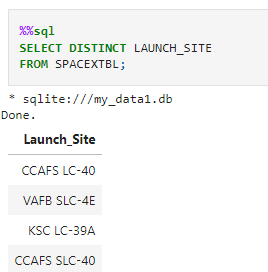 %%sql
SELECT DISTINCT LAUNCH_SITE
FROM SPACEXTBL;
* sqlite:///my_data1.db
Done.
Launch_Site
CCAFS LC-40
VAFB SLC-4E
KSC LC-39A
CCAFS SLC-40